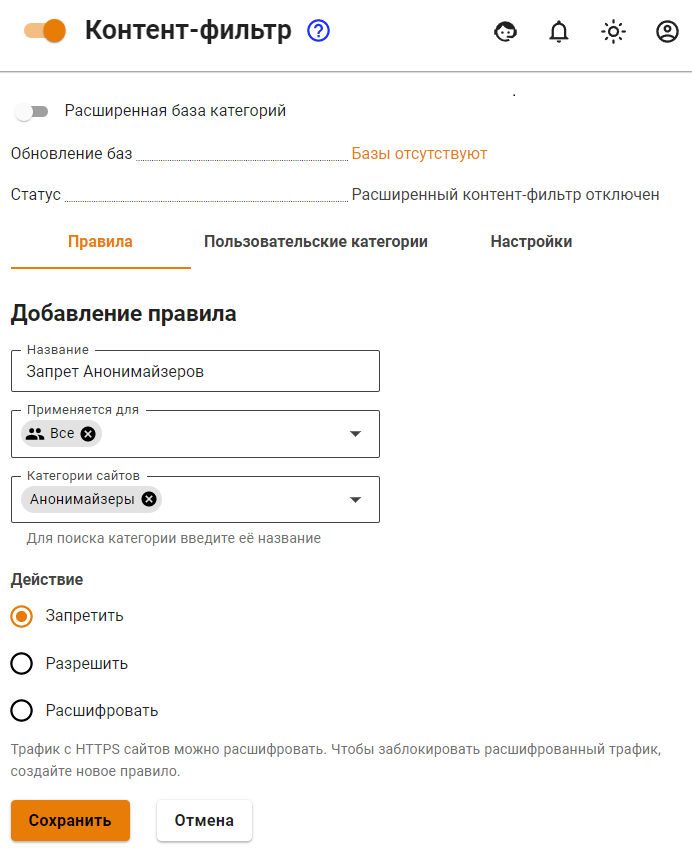 Контент-фильтр ?
Расширенная база категорий
Обновление баз Базы отсутствуют
Статус Расширенный контент-фильтр отключен
Правила Пользовательские категории Настройки
Добавление правила
Название
Запрет Анонимайзеров
Применяется для
Все
Категории сайтов
Анонимайзеры
Для поиска категории введите её название
Действие
Запретить
Разрешить
Расшифровать
Трафик с HTTPS сайтов можно расшифровать. Чтобы заблокировать расшифрованный трафик,
создайте новое правило.
Сохранить Отмена